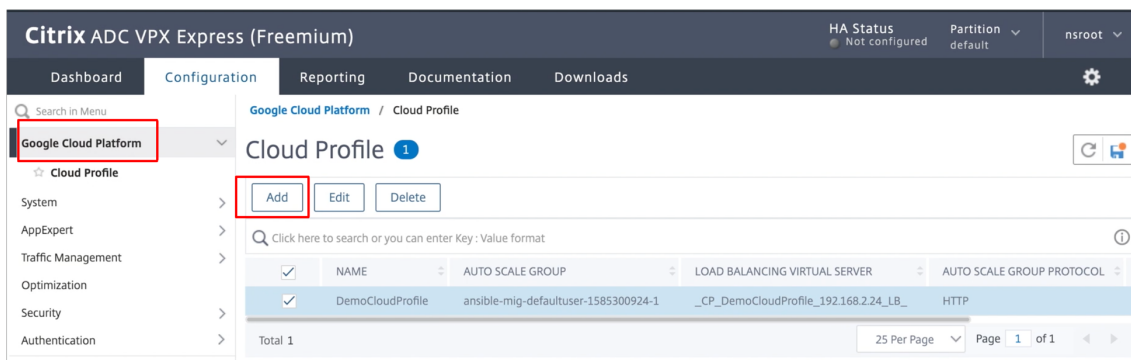 Citrix ADC VPX Express (Freemium)
HA Status
Not configured
Partition
default
nsroot
Dashboard Configuration Reporting Documentation Downloads
Search in Menu
Google Cloud Platform
Cloud Profile
System
AppExpert
Traffic Management
Optimization
Security
Authentication
Google Cloud Platform / Cloud Profile
Cloud Profile 1
Add Edit Delete
Click here to search or you can enter Key : Value format
NAME AUTO SCALE GROUP LOAD BALANCING VIRTUAL SERVER AUTO SCALE GROUP PROTOCOL
DemoCloudProfile ansible-mig-defaultuser-1585300924-1 _CP_DemoCloudProfile_192.168.2.24_LB_ HTTP
Total 1 25 Per Page Page 1 of 1